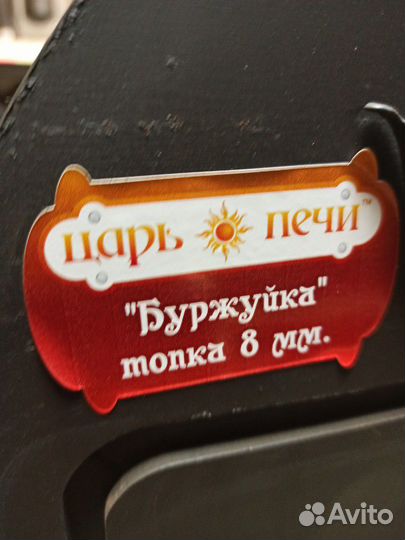 царь печи™
"Буржуйка"
топка 8 мм.
Avito